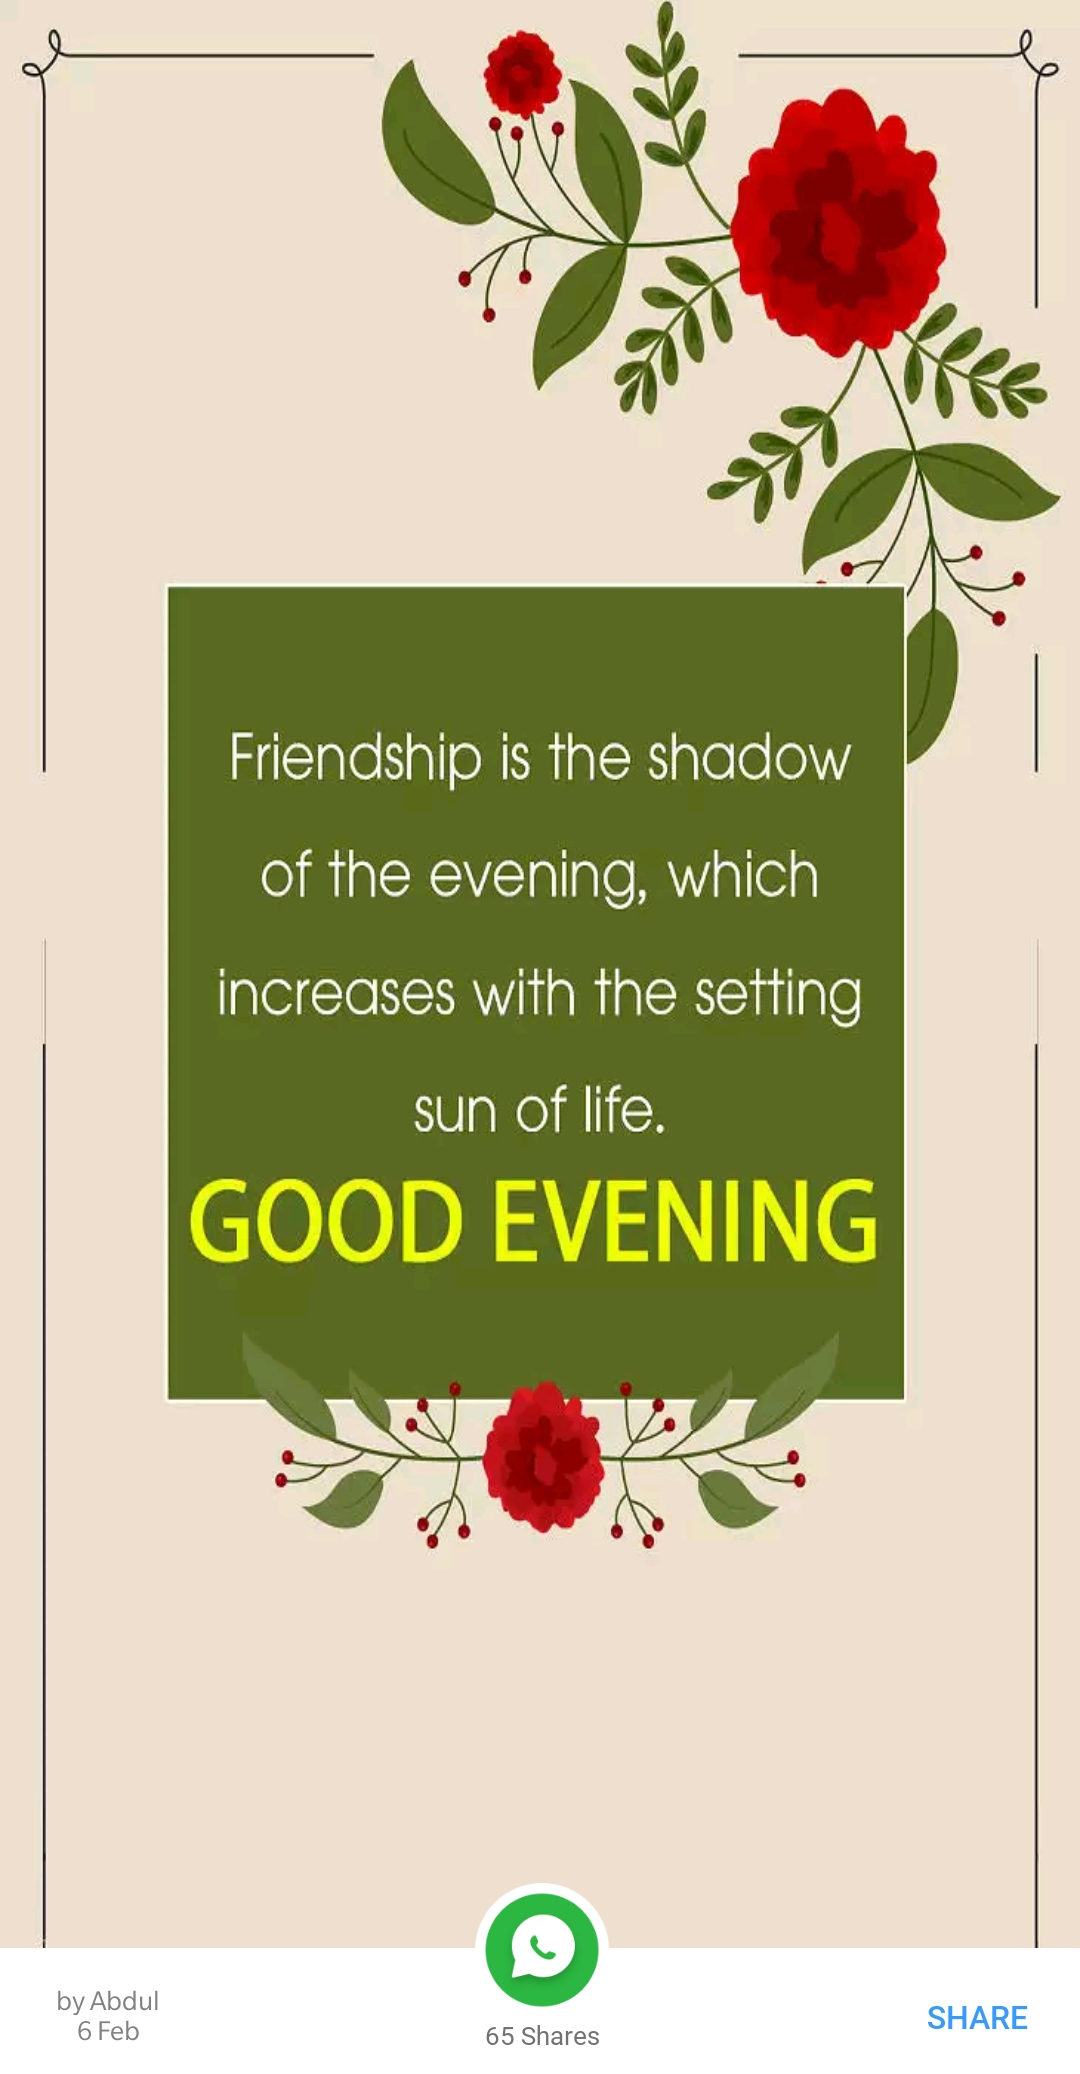 Friendship is the shadow
of the evening, which
increases with the setting
sun of life.
GOOD EVENING
by Abdul
6 Feb
65 Shares
SHARE